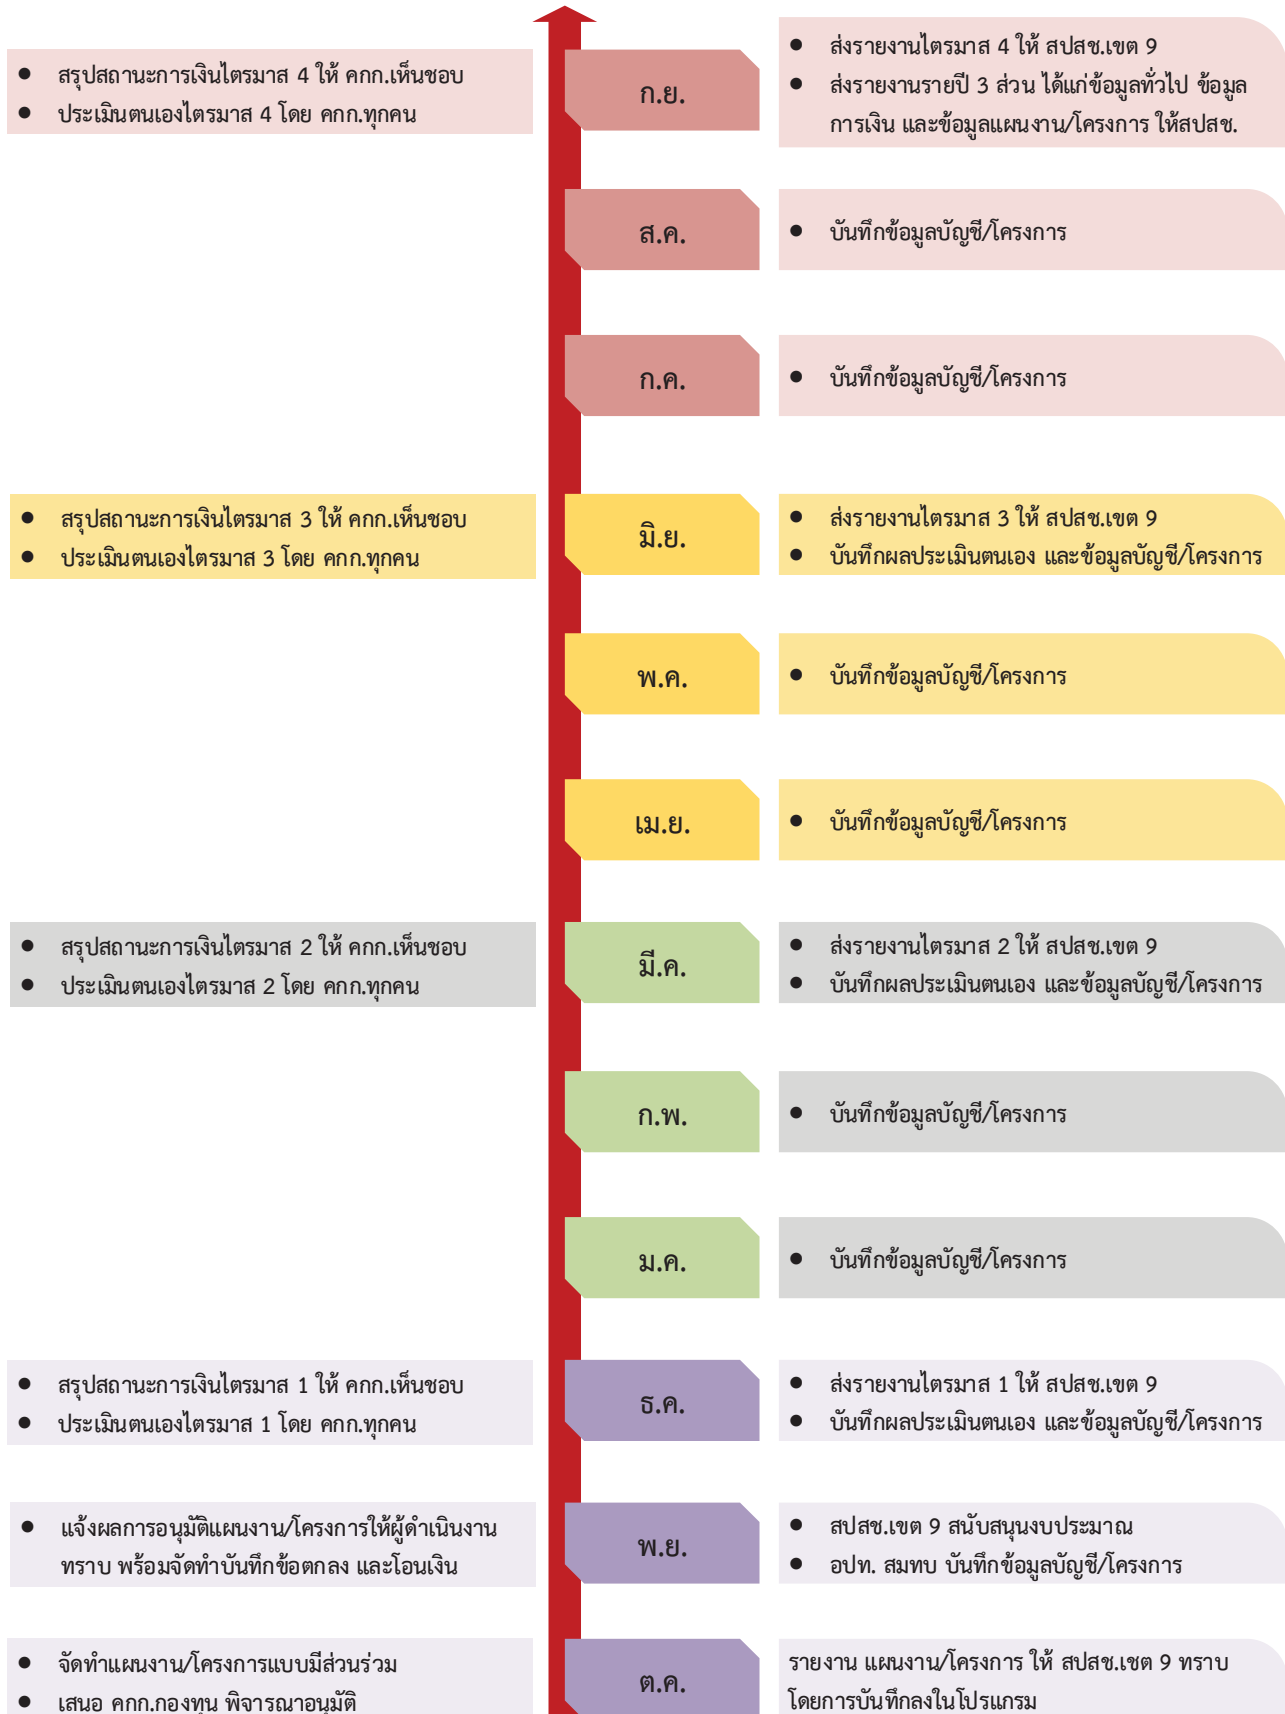 ● สรุปสถานะการเงินไตรมาส 4 ให้ คกก.เห็นชอบ
● ประเมินตนเองไตรมาส 4 โดย คกก.ทุกคน
ก.ย.
● ส่งรายงานไตรมาส 4 ให้ สปสช.เขต 9
● ส่งรายงานรายปี 3 ส่วน ได้แก่ข้อมูลทั่วไป ข้อมูล
การเงิน และข้อมูลแผนงาน/โครงการ ให้สปสช.
ส.ค.
● บันทึกข้อมูลบัญชี/โครงการ
ก.ค.
● บันทึกข้อมูลบัญชี/โครงการ
● สรุปสถานะการเงินไตรมาส 3 ให้ คกก.เห็นชอบ
● ประเมินตนเองไตรมาส 3 โดย คกก.ทุกคน
มิ.ย.
● ส่งรายงานไตรมาส 3 ให้ สปสช.เขต 9
● บันทึกผลประเมินตนเอง และข้อมูลบัญชี/โครงการ
พ.ค.
● บันทึกข้อมูลบัญชี/โครงการ
เม.ย.
● บันทึกข้อมูลบัญชี/โครงการ
● สรุปสถานะการเงินไตรมาส 2 ให้ คกก.เห็นชอบ
● ประเมินตนเองไตรมาส 2 โดย คกก.ทุกคน
มี.ค.
● ส่งรายงานไตรมาส 2 ให้ สปสช.เขต 9
● บันทึกผลประเมินตนเอง และข้อมูลบัญชี/โครงการ
ก.พ.
● บันทึกข้อมูลบัญชี/โครงการ
ม.ค.
● บันทึกข้อมูลบัญชี/โครงการ
● สรุปสถานะการเงินไตรมาส 1 ให้ คกก.เห็นชอบ
● ประเมินตนเองไตรมาส 1 โดย คกก.ทุกคน
ธ.ค.
● ส่งรายงานไตรมาส 1 ให้ สปสช.เขต 9
● บันทึกผลประเมินตนเอง และข้อมูลบัญชี/โครงการ
● แจ้งผลการอนุมัติแผนงาน/โครงการให้ผู้ดำเนินงาน
ทราบ พร้อมจัดทำบันทึกข้อตกลง และโอนเงิน
พ.ย.
● สปสช.เขต 9 สนับสนุนงบประมาณ
● อปท. สมทบ บันทึกข้อมูลบัญชี/โครงการ
● จัดทำแผนงาน/โครงการแบบมีส่วนร่วม
● เสนอ คกก.กองทุน พิจารณาอนุมัติ
ต.ค.
รายงาน แผนงาน/โครงการ ให้ สปสช.เชต 9 ทราบ
โดยการบันทึกลงในโปรแกรม